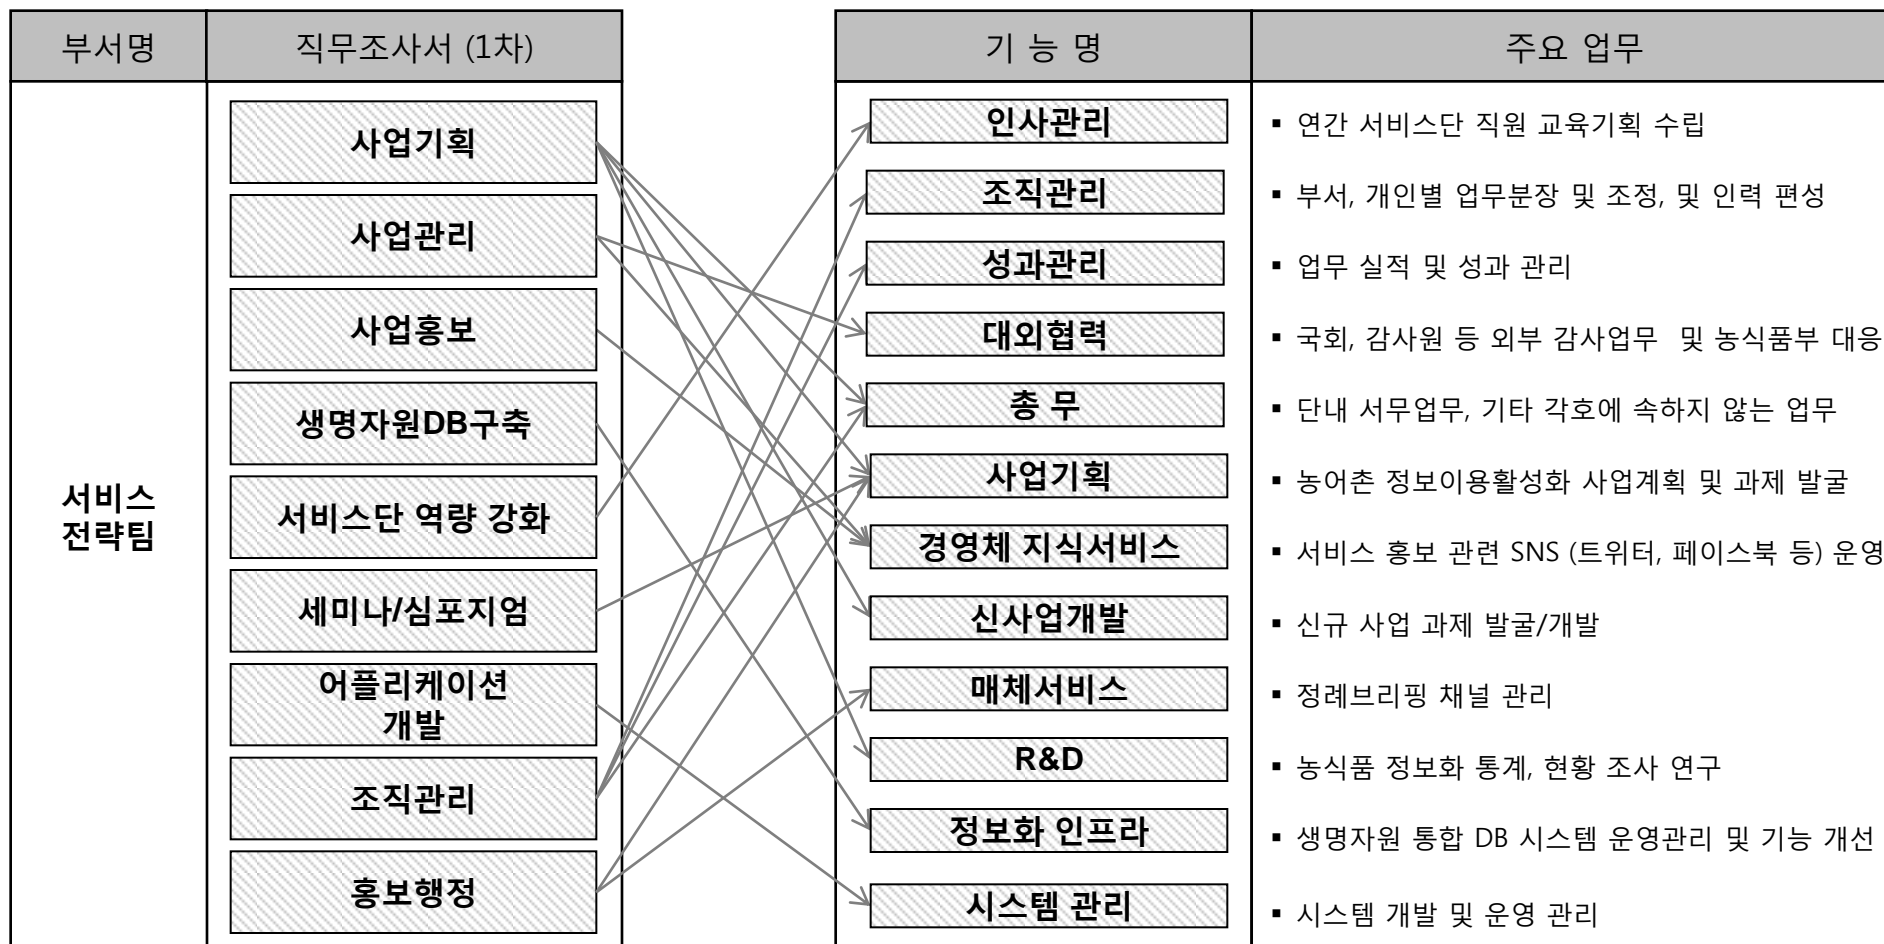 부서명
직무조사서 (1차)
기 능 명
주요 업무
서비스
전략팀
사업기획
사업관리
사업홍보
생명자원DB구축
서비스단 역량 강화
세미나/심포지엄
어플리케이션
개발
조직관리
홍보행정
인사관리
▪ 연간 서비스단 직원 교육기획 수립
조직관리
▪ 부서, 개인별 업무분장 및 조정, 및 인력 편성
성과관리
▪ 업무 실적 및 성과 관리
대외협력
▪ 국회, 감사원 등 외부 감사업무 및 농식품부 대응
총 무
▪ 단내 서무업무, 기타 각호에 속하지 않는 업무
사업기획
▪ 농어촌 정보이용활성화 사업계획 및 과제 발굴
경영체 지식서비스
▪ 서비스 홍보 관련 SNS (트위터, 페이스북 등) 운영
신사업개발
▪ 신규 사업 과제 발굴/개발
매체서비스
▪ 정례브리핑 채널 관리
R&D
▪ 농식품 정보화 통계, 현황 조사 연구
정보화 인프라
▪ 생명자원 통합 DB 시스템 운영관리 및 기능 개선
시스템 관리
▪ 시스템 개발 및 운영 관리